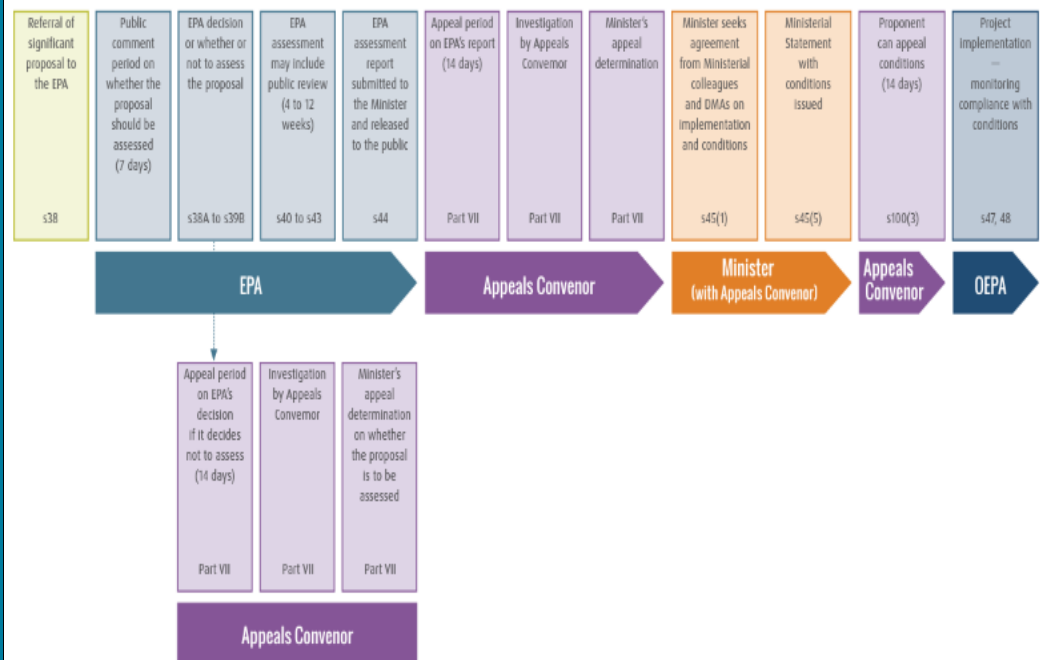 Referral of
significant
proposal to
the EPA
s38
Public
comment
period on
whether the
proposal
should be
assessed
(7 days)
EPA decision
or whether or
not to assess
the proposal
s38A to s39B
EPA
assessment
may include
public review
(4 to 12
weeks)
s40 to s43
EPA
assessment
report
submitted to
the Minister
and released
to the public
s44
Appeal period
on EPA's report
(14 days)
Part VII
Investigation
by Appeals
Convenor
Part VII
Minister's
appeal
determination
Part VII
Minister seeks
agreement
from Ministerial
colleagues
and DMAs on
implementation
and conditions
s45(1)
Ministerial
Statement
with
conditions
issued
s45(5)
Proponent
can appeal
conditions
(14 days)
s100(3)
Project
implementation
—
monitoring
compliance with
conditions
s47, 48
EPA
Appeals Convenor
Minister
(with Appeals Convenor)
Appeals
Convenor
OEPA
Appeal period
on EPA's
decision
if it decides
not to assess
(14 days)
Part VII
Investigation
by Appeals
Convenor
Part VII
Minister's
appeal
determination
on whether
the proposal
is to be
assessed
Part VII
Appeals Convenor